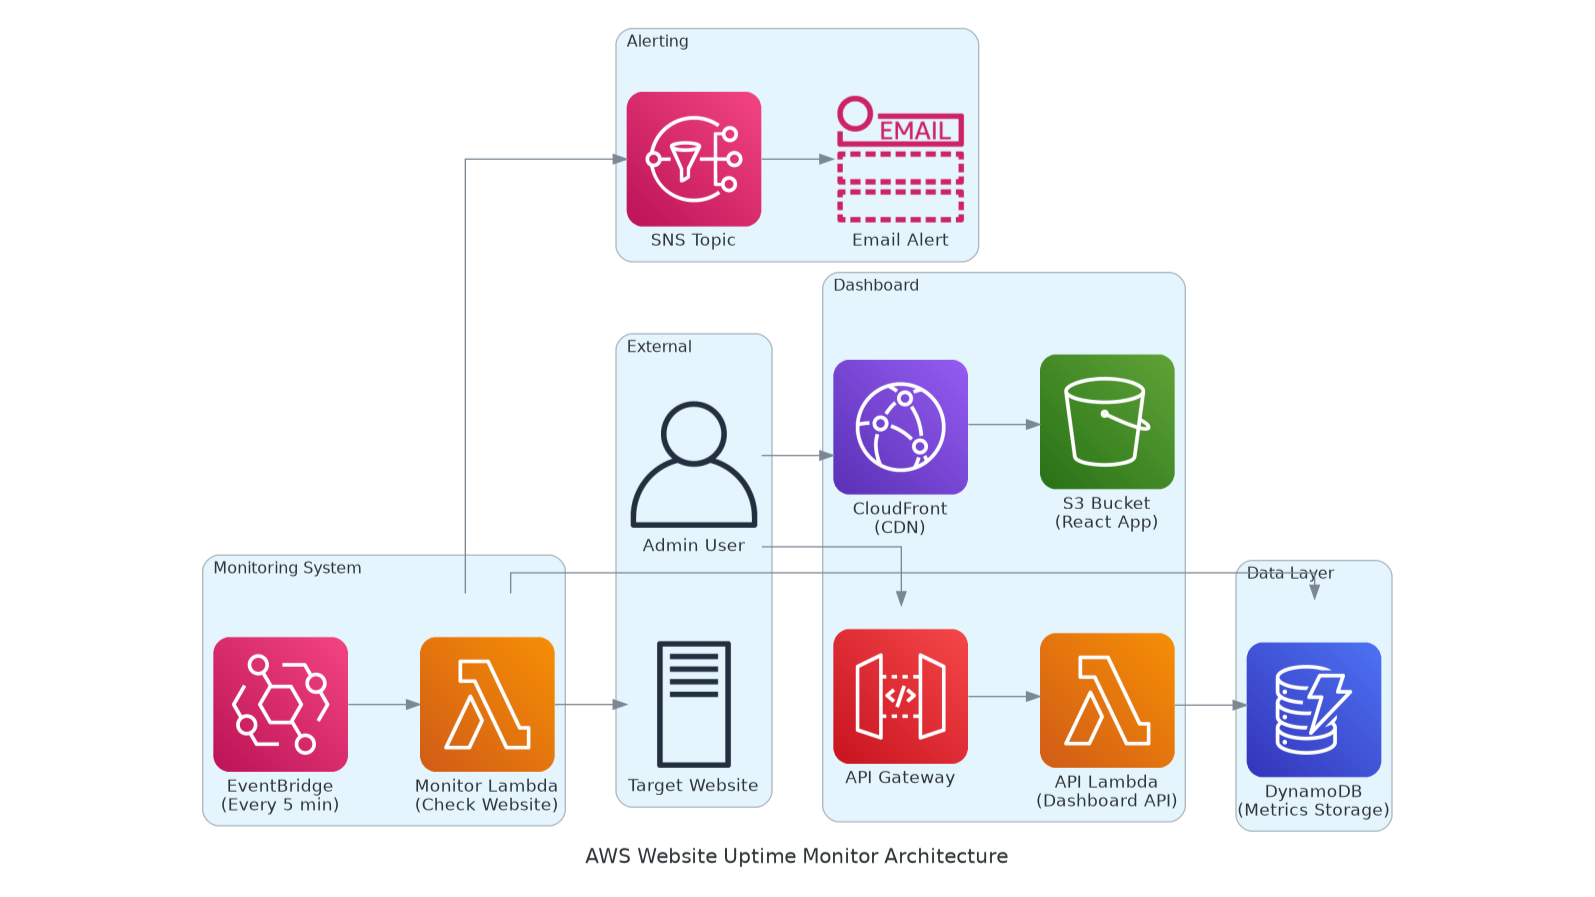 Alerting
EMAIL
SNS Topic
Email Alert
Dashboard
External
CloudFront
(CDN)
S3 Bucket
(React App)
Admin User
Monitoring System
Data Layer
</>
EventBridge
(Every 5 min)
Monitor Lambda
(Check Website)
Target Website
API Gateway
API Lambda
(Dashboard API)
DynamoDB
(Metrics Storage)
AWS Website Uptime Monitor Architecture